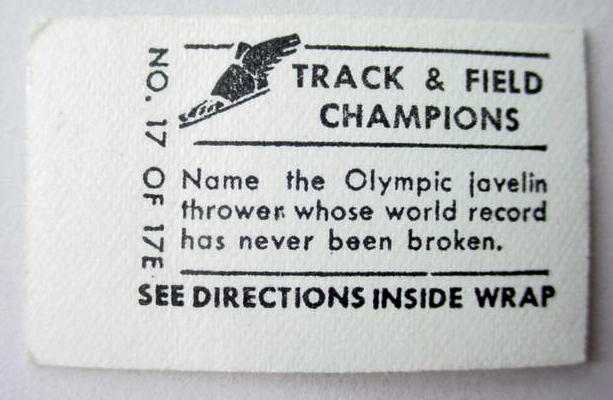 NO. 17 OF 17E
TRACK & FIELD
CHAMPIONS
Name the Olympic javelin
thrower whose world record
has never been broken.
SEE DIRECTIONS INSIDE WRAP